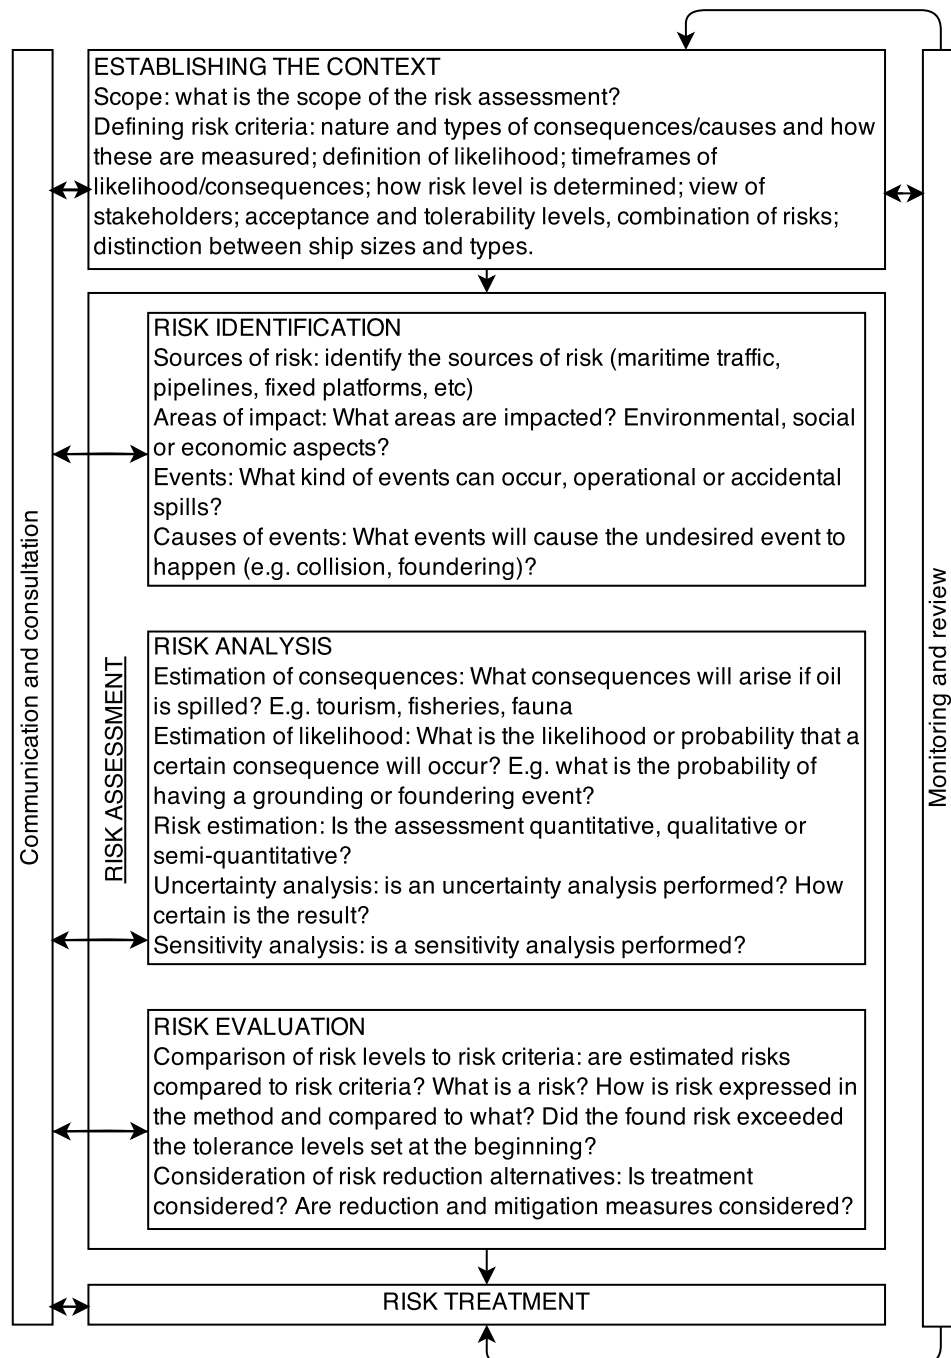 ESTABLISHING THE CONTEXT
Scope: what is the scope of the risk assessment?
Defining risk criteria: nature and types of consequences/causes and how
these are measured; definition of likelihood; timeframes of
likelihood/consequences; how risk level is determined; view of
stakeholders; acceptance and tolerability levels, combination of risks;
distinction between ship sizes and types.
Communication and consultation
RISK ASSESSMENT
RISK IDENTIFICATION
Sources of risk: identify the sources of risk (maritime traffic,
pipelines, fixed platforms, etc)
Areas of impact: What areas are impacted? Environmental, social
or economic aspects?
Events: What kind of events can occur, operational or accidental
spills?
Causes of events: What events will cause the undesired event to
happen (e.g. collision, foundering)?
RISK ANALYSIS
Estimation of consequences: What consequences will arise if oil
is spilled? E.g. tourism, fisheries, fauna
Estimation of likelihood: What is the likelihood or probability that a
certain consequence will occur? E.g. what is the probability of
having a grounding or foundering event?
Risk estimation: Is the assessment quantitative, qualitative or
semi-quantitative?
Uncertainty analysis: is an uncertainty analysis performed? How
certain is the result?
Sensitivity analysis: is a sensitivity analysis performed?
RISK EVALUATION
Comparison of risk levels to risk criteria: are estimated risks
compared to risk criteria? What is a risk? How is risk expressed in
the method and compared to what? Did the found risk exceeded
the tolerance levels set at the beginning?
Consideration of risk reduction alternatives: Is treatment
considered? Are reduction and mitigation measures considered?
Monitoring and review
RISK TREATMENT